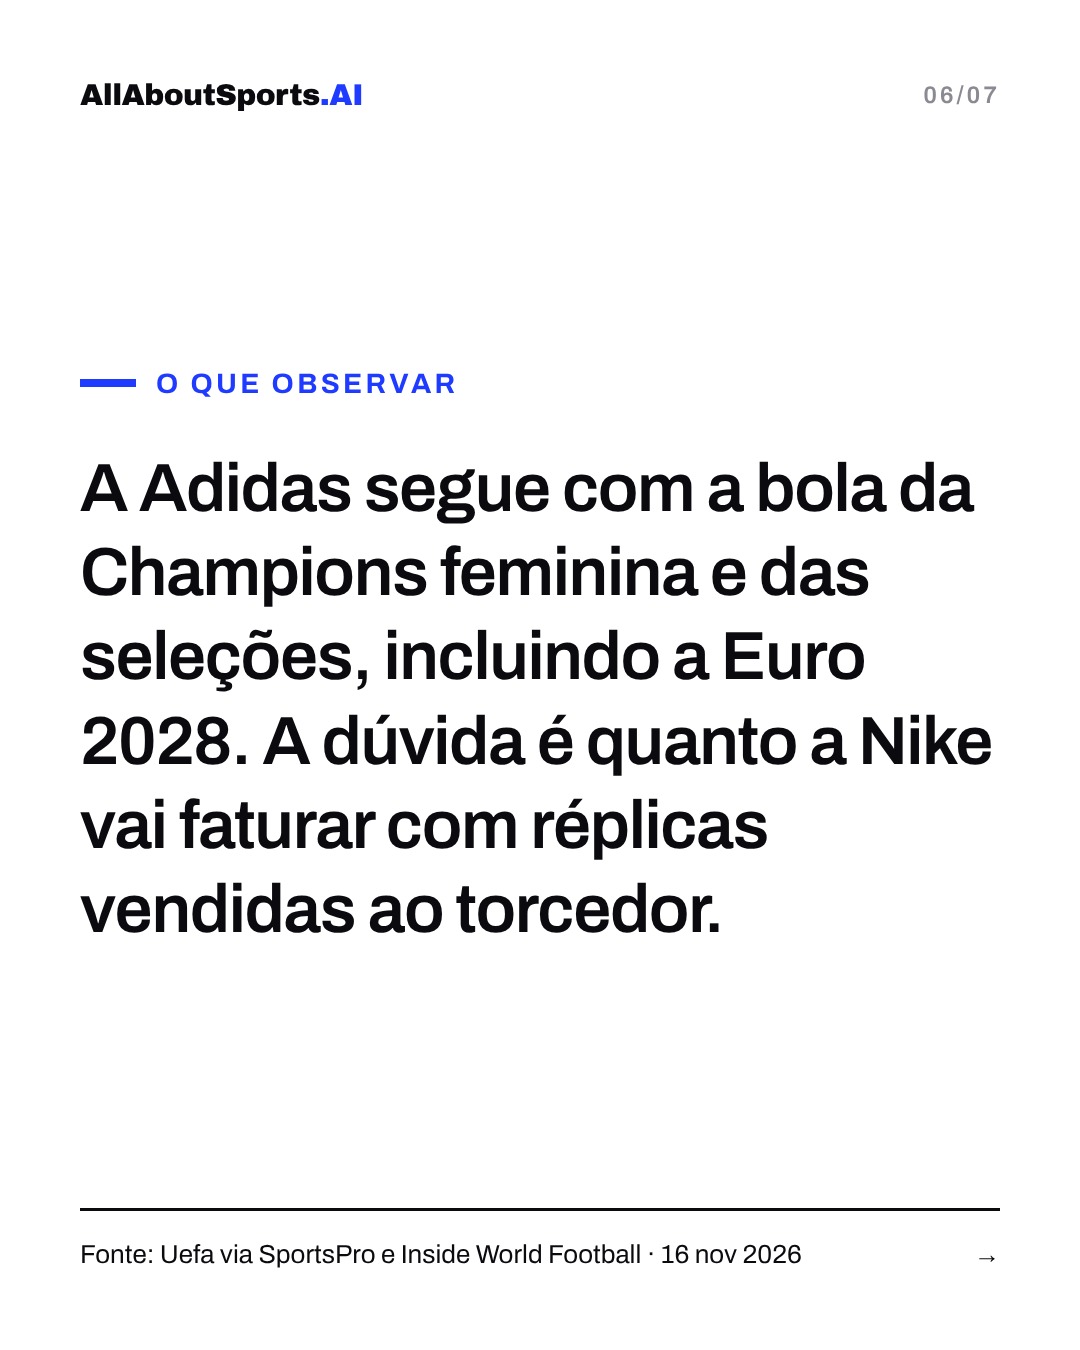 AllAboutSports.AI
06/07
O QUE OBSERVAR
A Adidas segue com a bola da
Champions feminina e das
seleções, incluindo a Euro
2028. A dúvida é quanto a Nike
vai faturar com réplicas
vendidas ao torcedor.
Fonte: Uefa via SportsPro e Inside World Football · 16 nov 2026
→